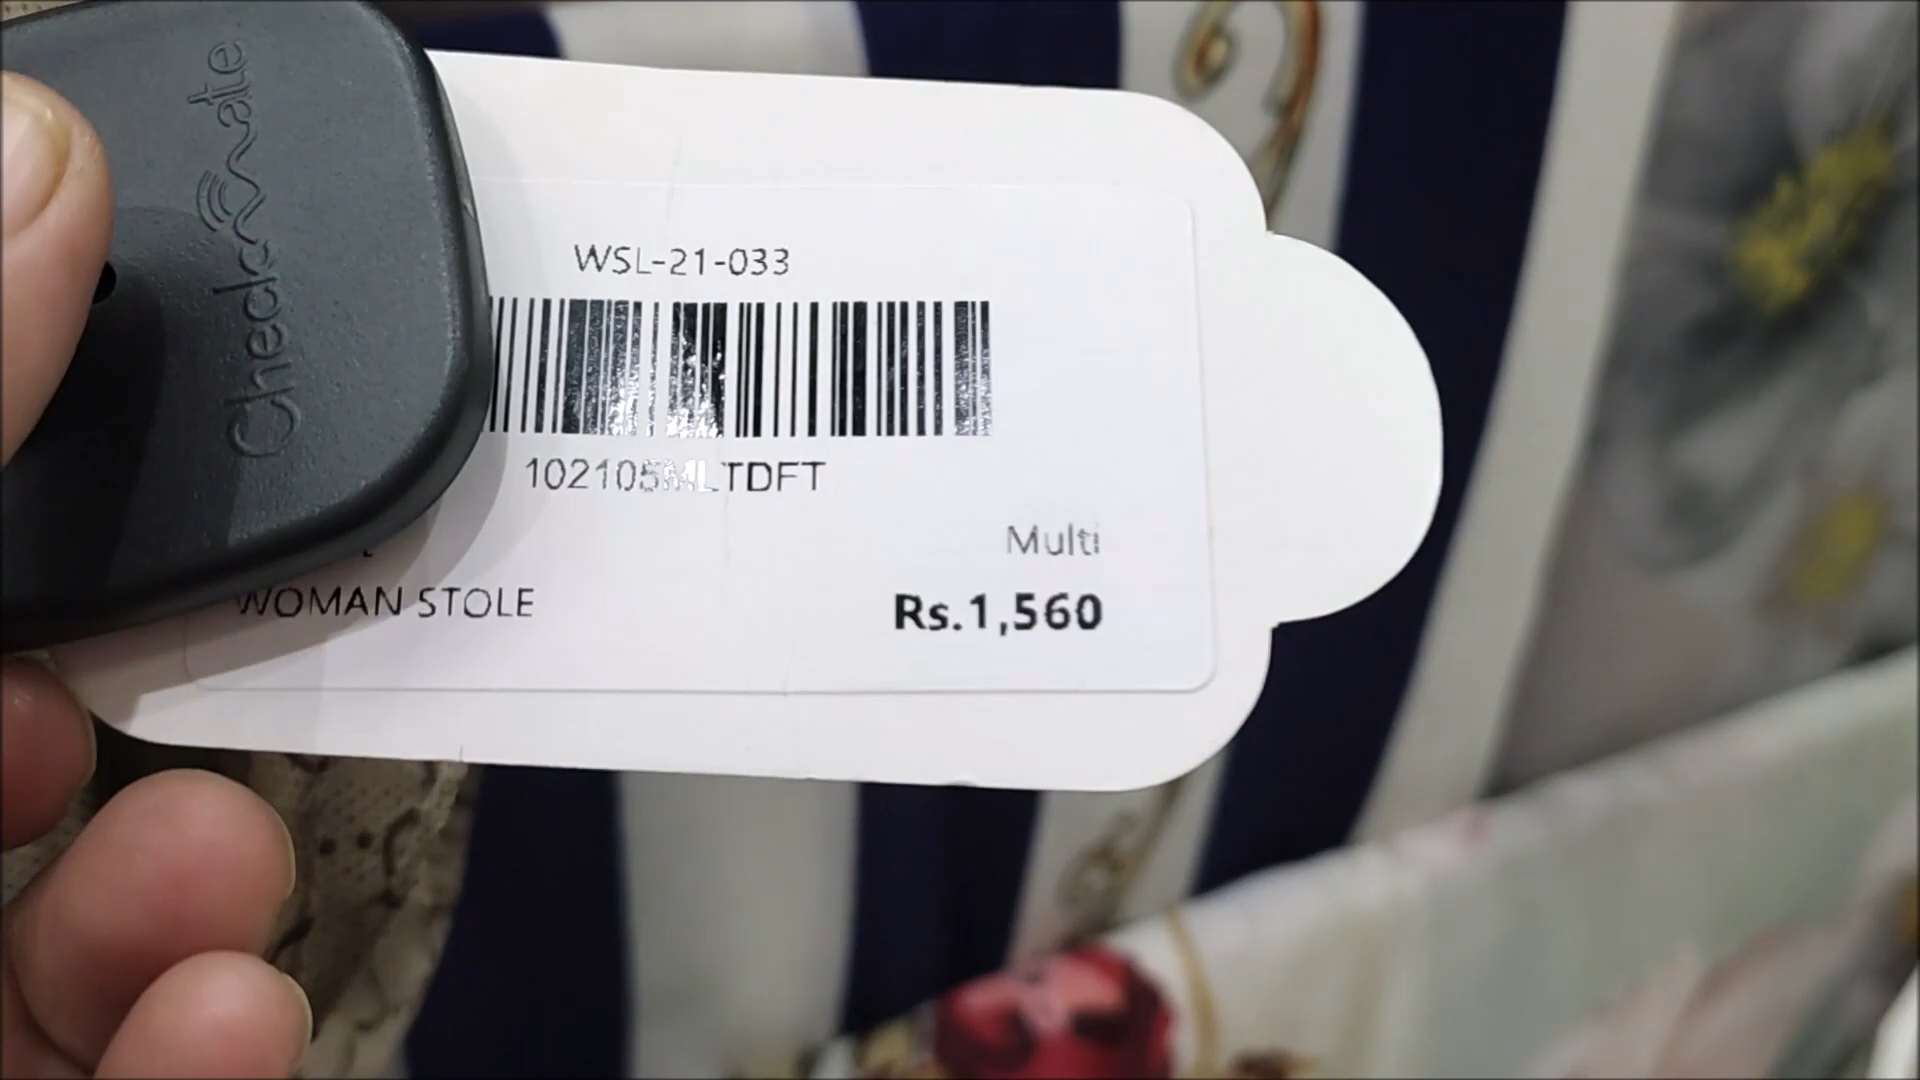 Checkmate
WSL-21-033
102105MLTDFT
Multi
WOMAN STOLE
Rs.1,560